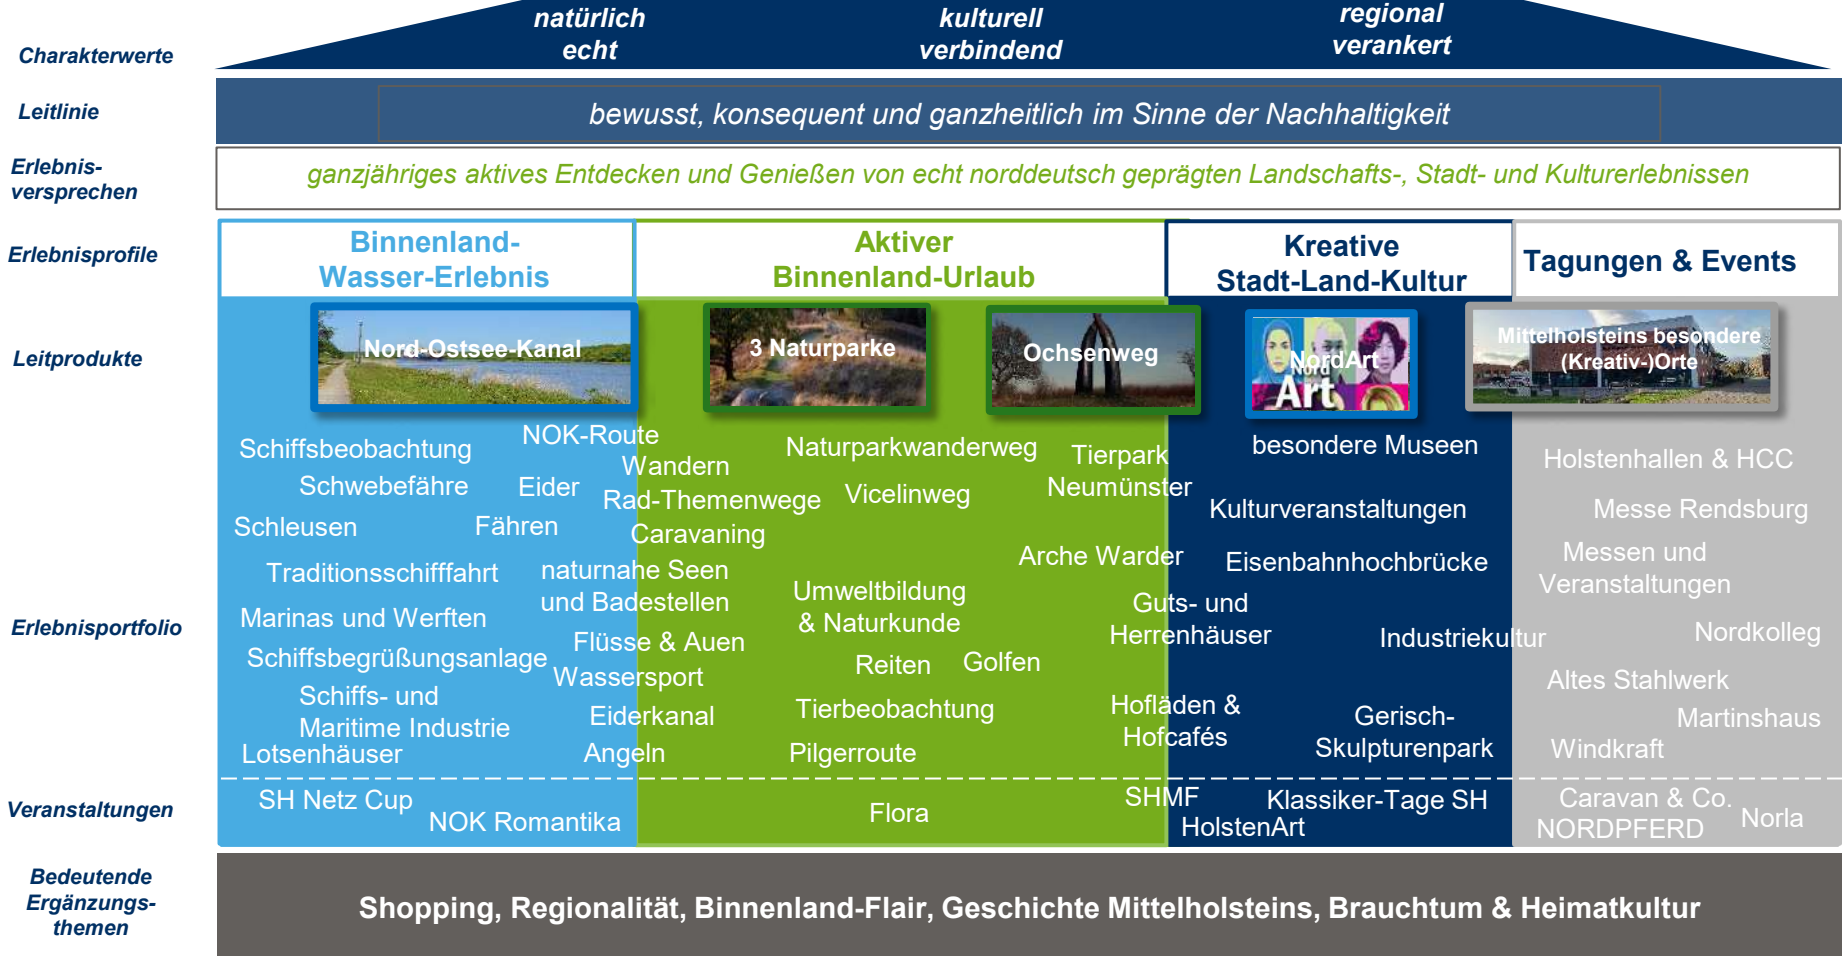 natürlich
echt
kulturell
verbindend
regional
verankert
Charakterwerte
Leitlinie
bewusst, konsequent und ganzheitlich im Sinne der Nachhaltigkeit
Erlebnis-
versprechen
ganzjähriges aktives Entdecken und Genießen von echt norddeutsch geprägten Landschafts-, Stadt- und Kulturerlebnissen
Erlebnisprofile
Binnenland-
Wasser-Erlebnis
Aktiver
Binnenland-Urlaub
Kreative
Stadt-Land-Kultur
Tagungen & Events
Leitprodukte
Nord-Ostsee-Kanal
3 Naturparke
Ochsenweg
NordArt
Nord
Art
Mittelholsteins besondere
(Kreativ-)Orte
Erlebnisportfolio
Schiffsbeobachtung
NOK-Route
Schwebefähre
Eider
Schleusen
Fähren
Traditionsschifffahrt
Marinas und Werften
Schiffsbegrüßungsanlage
Schiffs- und
Maritime Industrie
Lotsenhäuser
Wandern
Rad-Themenwege
Caravaning
naturnahe Seen
und Badestellen
Flüsse & Auen
Wassersport
Eiderkanal
Angeln
Naturparkwanderweg
Vicelinweg
Tierpark
Neumünster
Arche Warder
Umweltbildung
& Naturkunde
Reiten
Golfen
Tierbeobachtung
Pilgerroute
Guts- und
Herrenhäuser
Hofläden &
Hofcafés
besondere Museen
Kulturveranstaltungen
Eisenbahnhochbrücke
Industriekultur
Gerisch-
Skulpturenpark
Holstenhallen & HCC
Messe Rendsburg
Messen und
Veranstaltungen
Nordkolleg
Altes Stahlwerk
Martinshaus
Windkraft
Veranstaltungen
SH Netz Cup
NOK Romantika
Flora
SHMF
HolstenArt
Klassiker-Tage SH
Caravan & Co.
NORDPFERD
Norla
Bedeutende
Ergänzungs-
themen
Shopping, Regionalität, Binnenland-Flair, Geschichte Mittelholsteins, Brauchtum & Heimatkultur